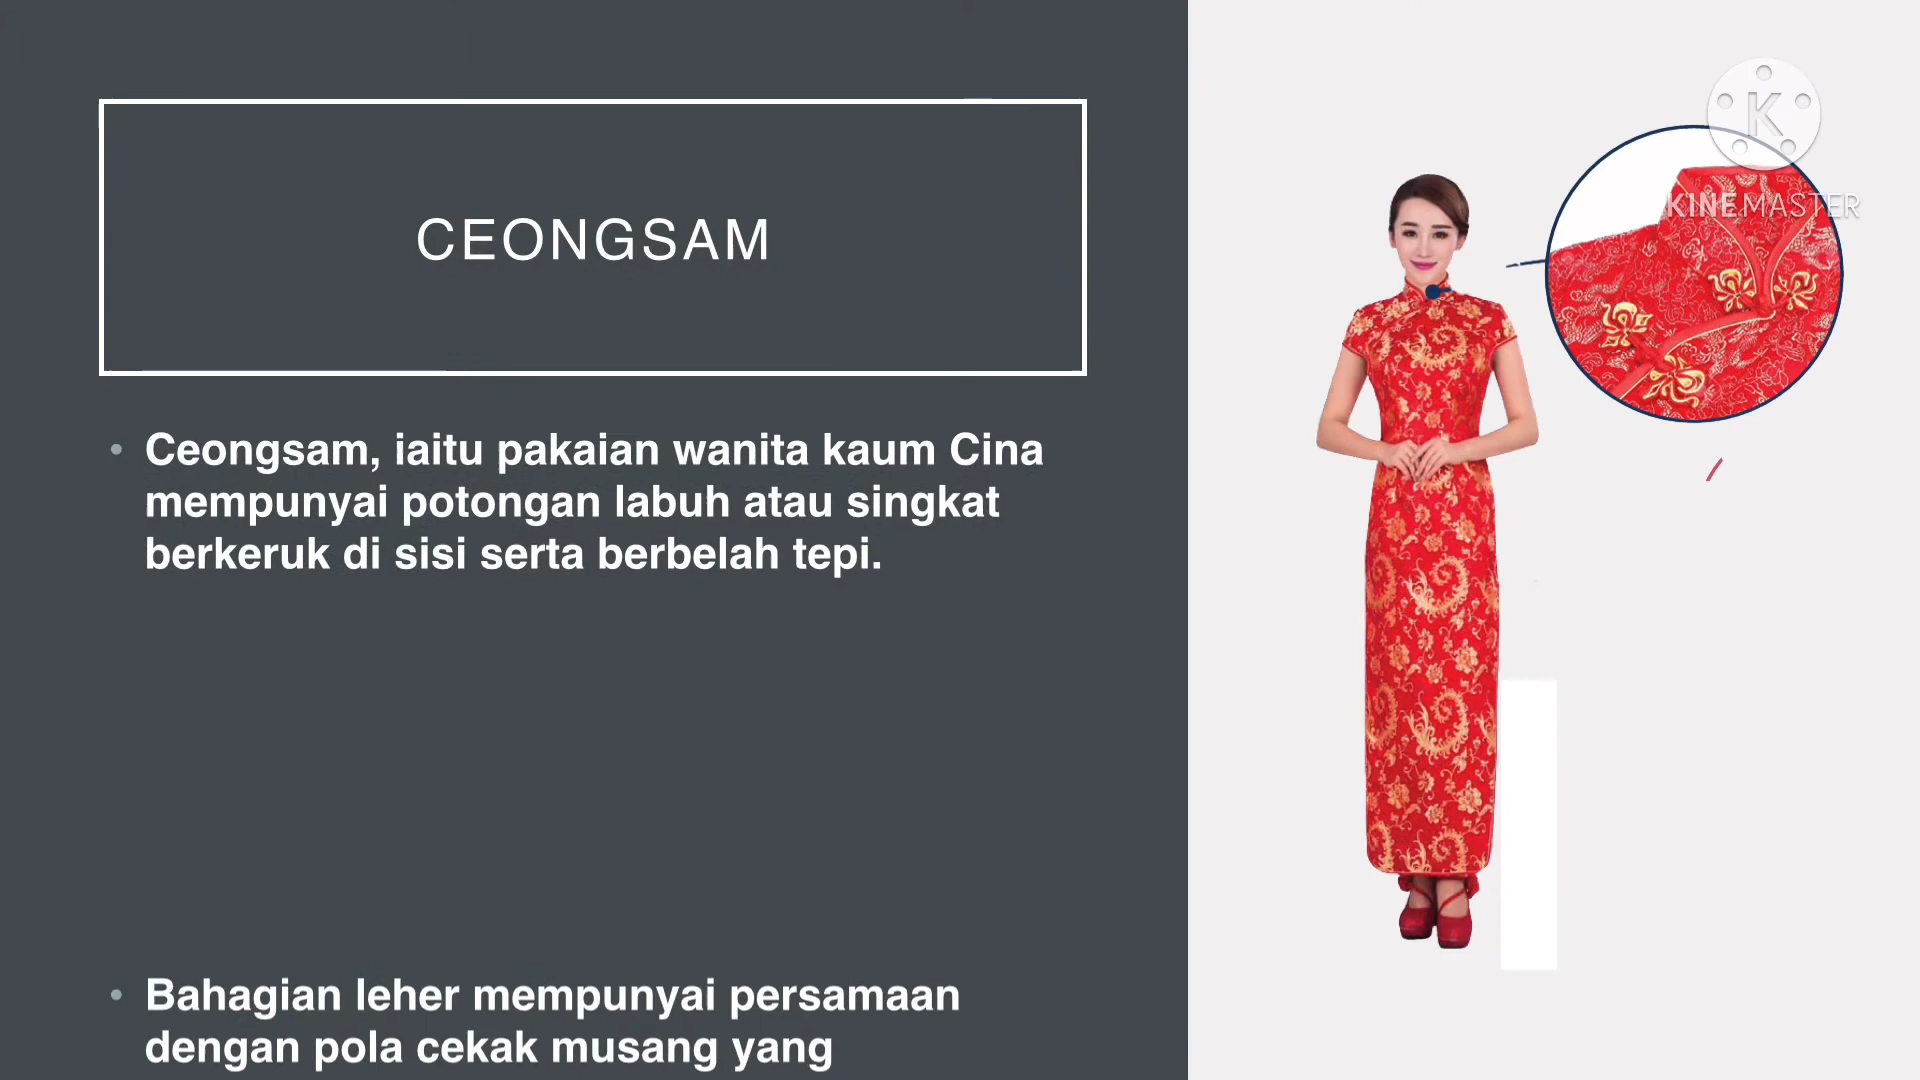 CEONGSAM
• Ceongsam, iaitu pakaian wanita kaum Cina
mempunyai potongan labuh atau singkat
berkeruk di sisi serta berbelah tepi.
• Bahagian leher mempunyai persamaan
dengan pola cekak musang yang
K
KINEMASTER